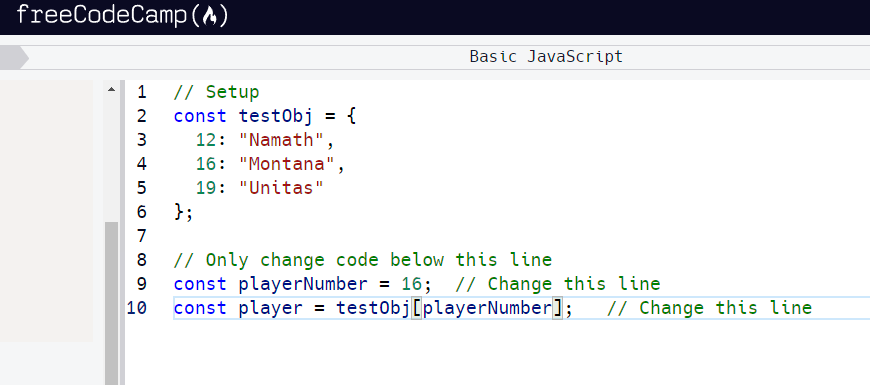 freeCodeCamp(🔥)
Basic JavaScript
1 // Setup
2 const testObj = {
3   12: "Namath",
4   16: "Montana",
5   19: "Unitas"
6 };
7
8 // Only change code below this line
9 const playerNumber = 16;  // Change this line
10 const player = testObj[playerNumber];   // Change this line